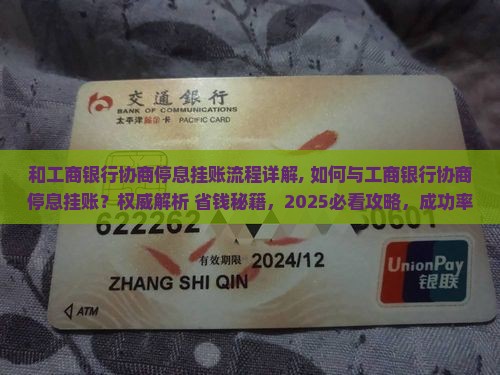 交通銀行
BANK OF COMMUNICATIONS
太平洋 卡 PACIFIC CARD
和工商银行协商停息挂账流程详解, 如何与工商银行协商
停息挂账？权威解析 省钱秘籍，2025必看攻略，成功率
622262
有效期限 2024/12
ZHANG SHI QIN
ATM
UnionPay
银联